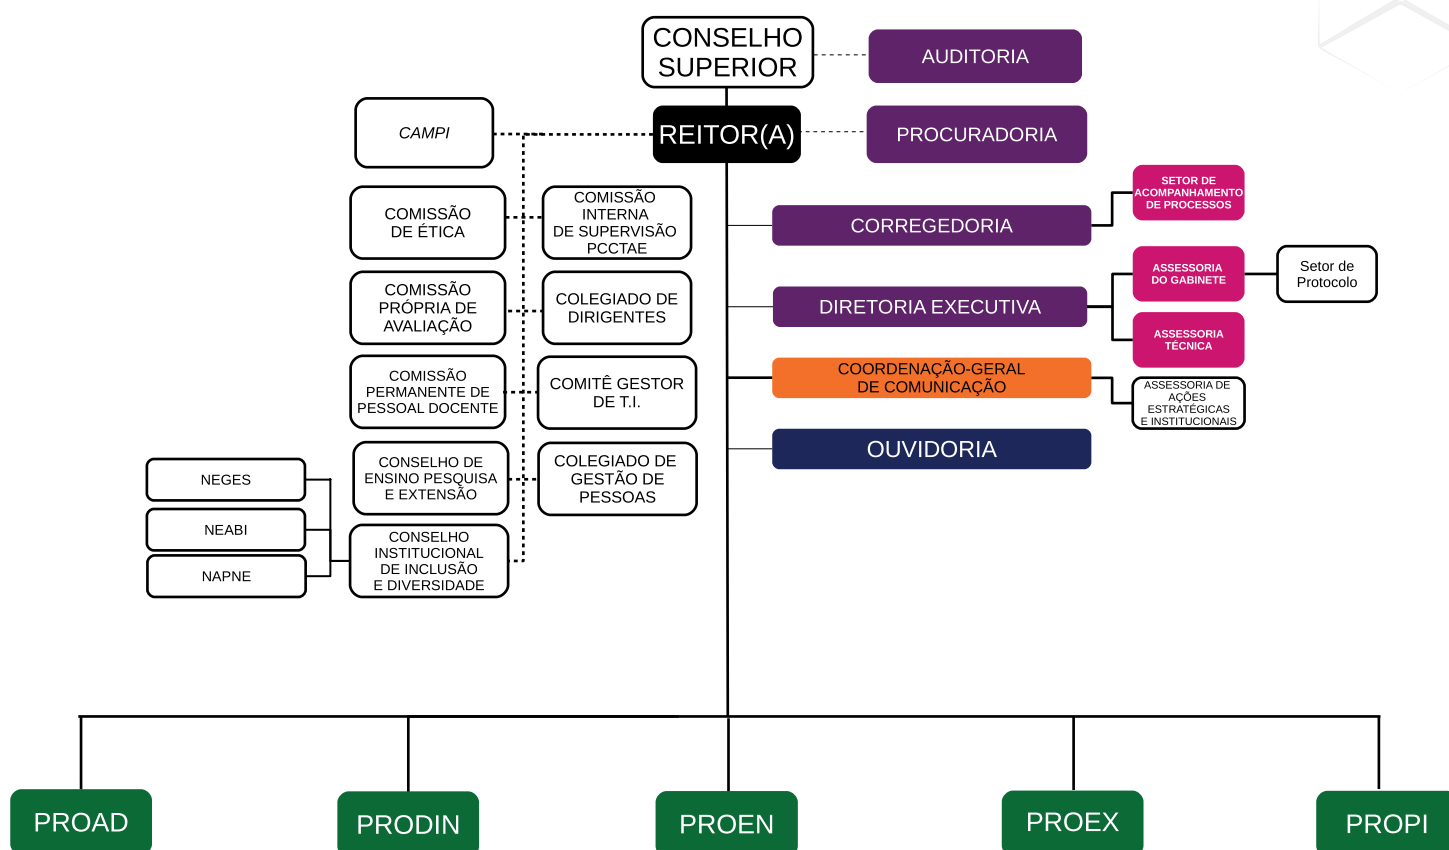 CONSELHO
SUPERIOR
AUDITORIA
CAMPI
REITOR(A)
PROCURADORIA
SETOR DE
ACOMPANHAMENTO
DE PROCESSOS
COMISSÃO
DE ÉTICA
COMISSÃO
INTERNA
DE SUPERVISÃO
PCCTAE
CORREGEDORIA
ASSESSORIA
DO GABINETE
Setor de
Protocolo
COMISSÃO
PRÓPRIA DE
AVALIAÇÃO
COLEGIADO DE
DIRIGENTES
DIRETORIA EXECUTIVA
ASSESSORIA
TÉCNICA
COMISSÃO
PERMANENTE DE
PESSOAL DOCENTE
COMITÊ GESTOR
DE T.I.
COORDENAÇÃO-GERAL
DE COMUNICAÇÃO
ASSESSORIA DE
AÇÕES
ESTRATÉGICAS
E INSTITUCIONAIS
OUVIDORIA
CONSELHO DE
ENSINO PESQUISA
E EXTENSÃO
COLEGIADO DE
GESTÃO DE
PESSOAS
NEGES
NEABI
NAPNE
CONSELHO
INSTITUCIONAL
DE INCLUSÃO
E DIVERSIDADE
PROAD
PRODIN
PROEN
PROEX
PROPI